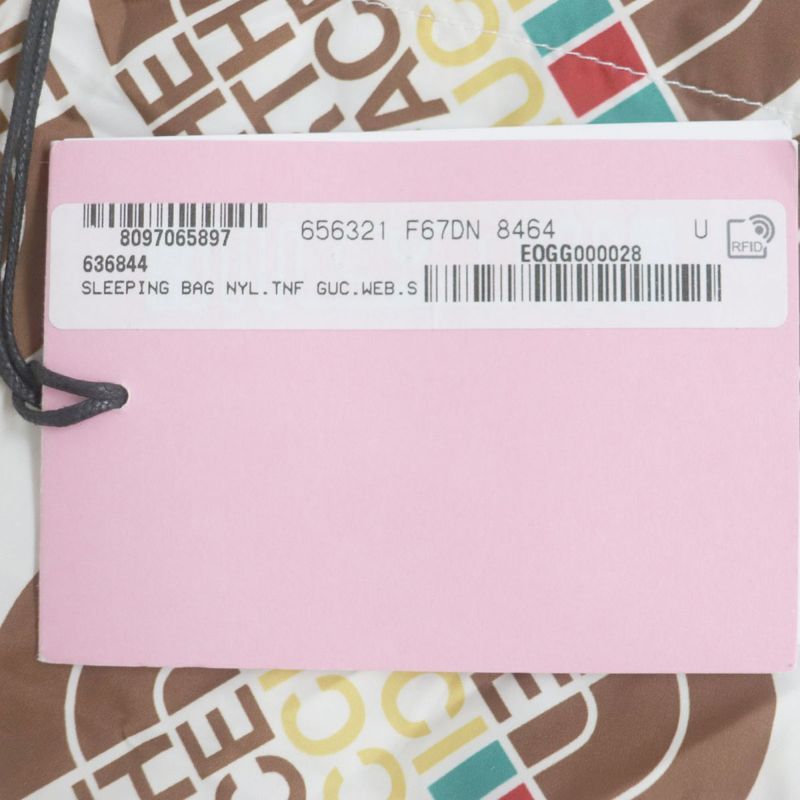 8097065897
656321 F67DN 8464 U
RFID
636844
EOGG000028
SLEEPING BAG NYL.TNF GUC.WEB.S